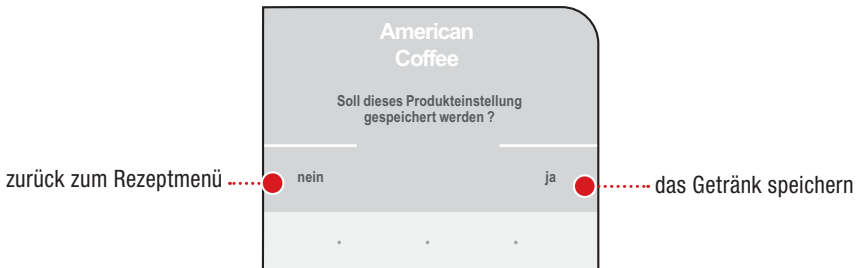 American
Coffee
Soll dieses Produkteinstellung
gespeichert werden ?
zurück zum Rezeptmenü
nein
ja
das Getränk speichern